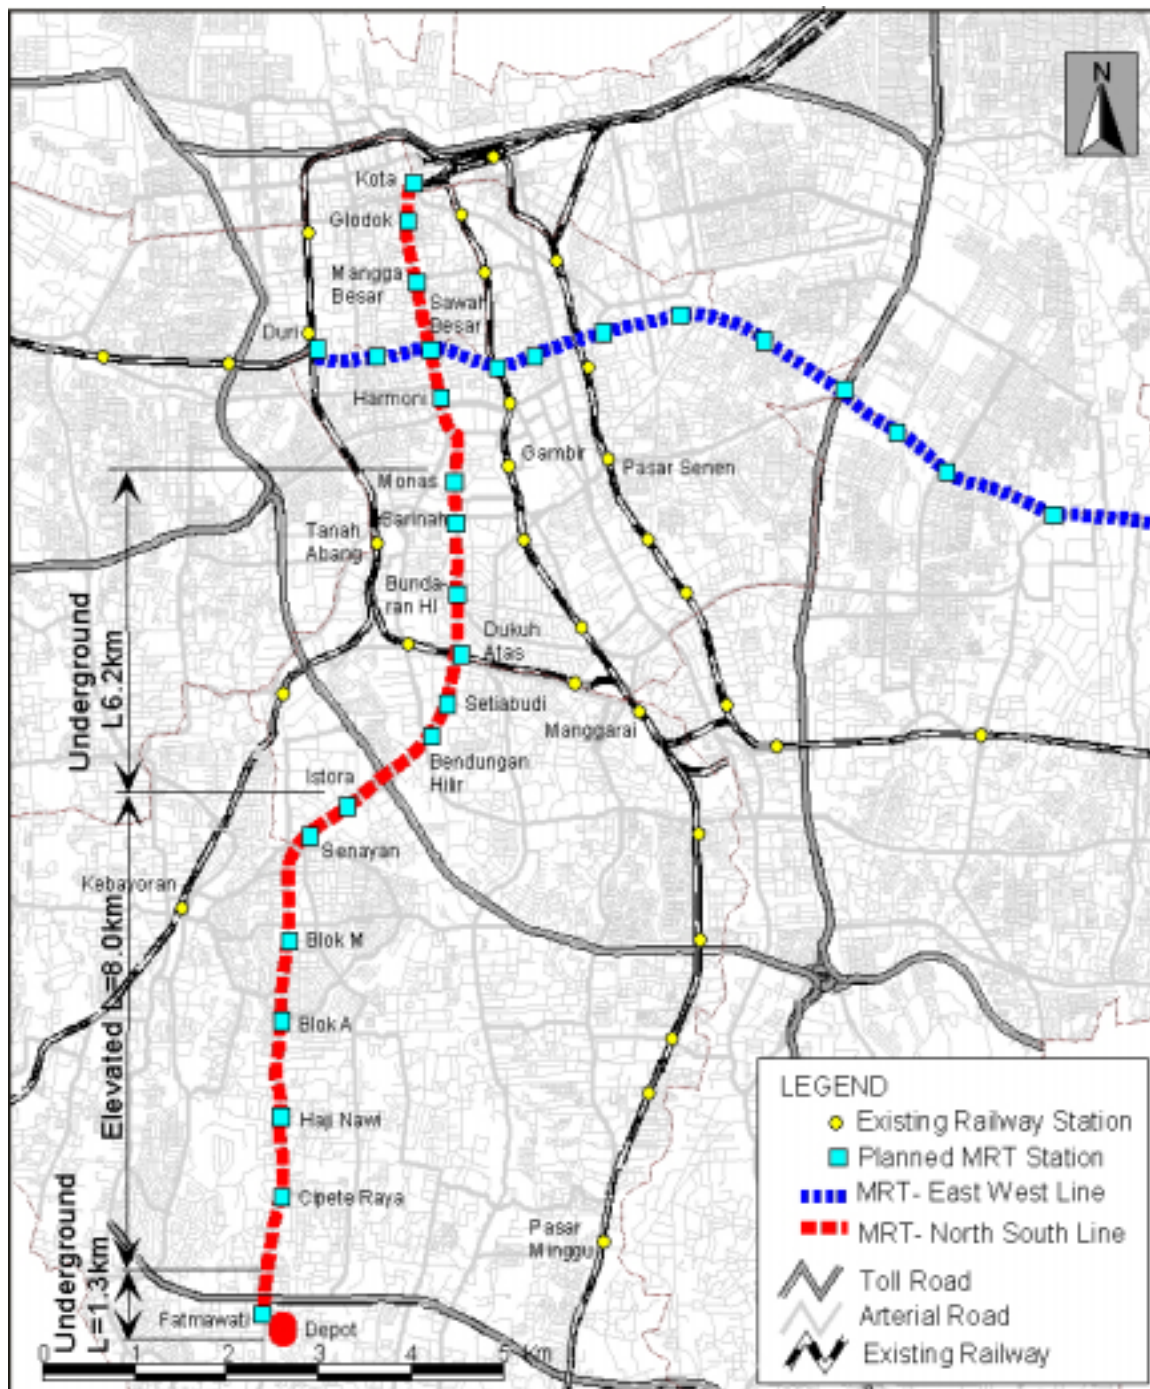 N
Kota
Glodok
Mangga
Besar
Sawah
Besar
Duri
Harmoni
Gambir
Pasar Senen
Monas
Sarinah
Tanah
Abang
Bunda-
ran HI
Dukuh
Atas
Setiabudi
Manggarai
Bendungan
Hilir
Istora
Senayan
Kebayoran
Blok M
Blok A
Haji Nawi
Cipete Raya
Pasar
Minggu
Fatmawati
Depot
Underground
L6.2km
Elevated L=8.0km
Underground
L=1.3km
0 1 2 3 4 5 km
LEGEND
Existing Railway Station
Planned MRT Station
MRT- East West Line
MRT- North South Line
Toll Road
Arterial Road
Existing Railway